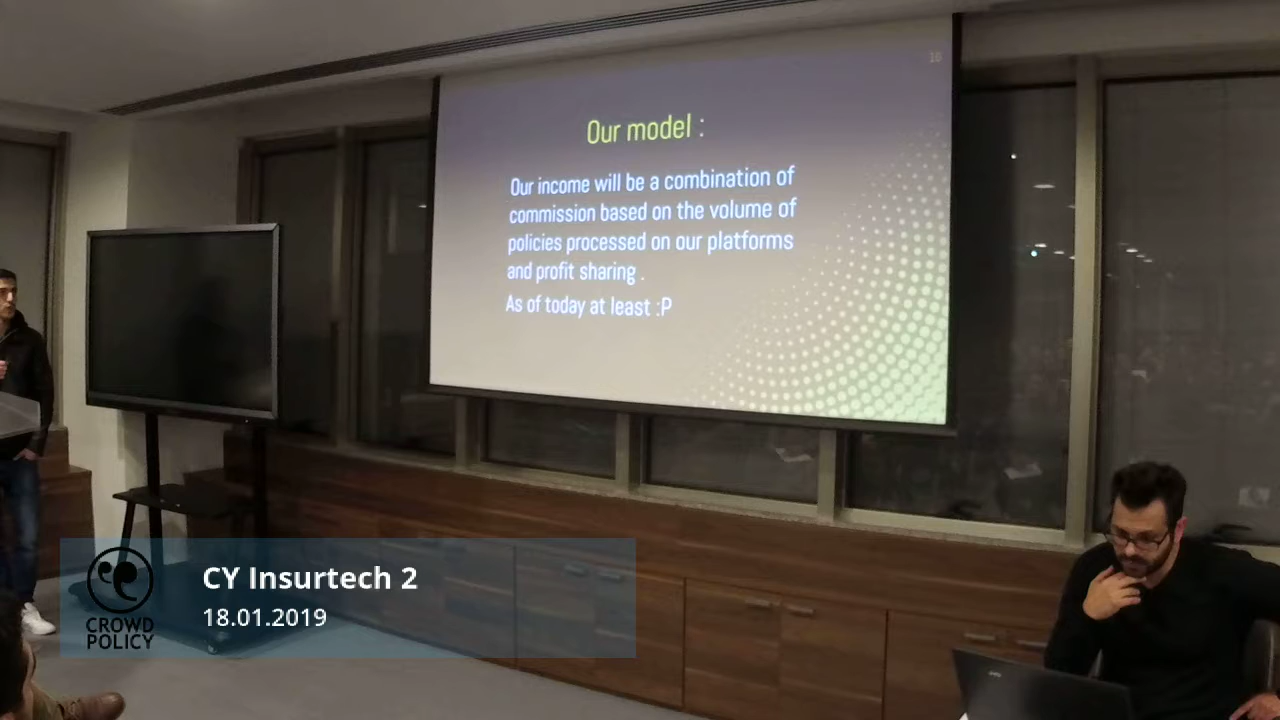 16
Our model :
Our income will be a combination of
commission based on the volume of
policies processed on our platforms
and profit sharing .
As of today at least :P
CY Insurtech 2
18.01.2019
CROWD
POLICY